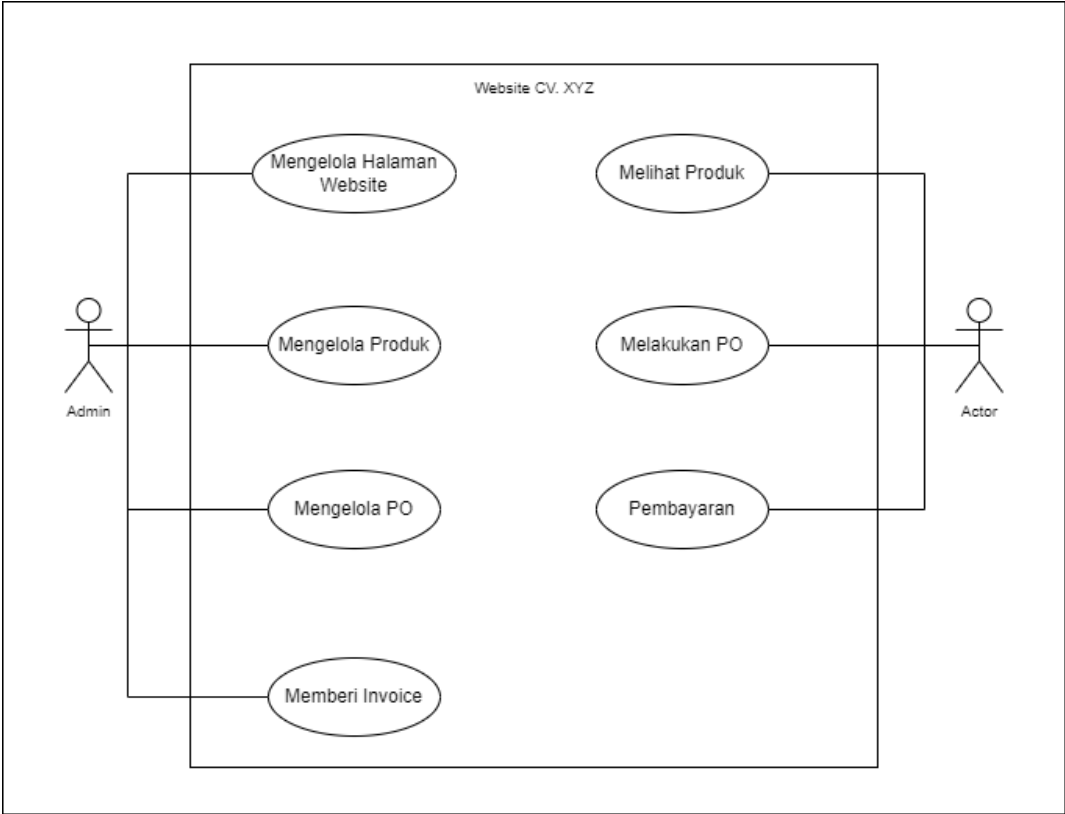 Website CV. XYZ
Mengelola Halaman
Website
Melihat Produk
Mengelola Produk
Melakukan PO
Admin
Actor
Mengelola PO
Pembayaran
Memberi Invoice